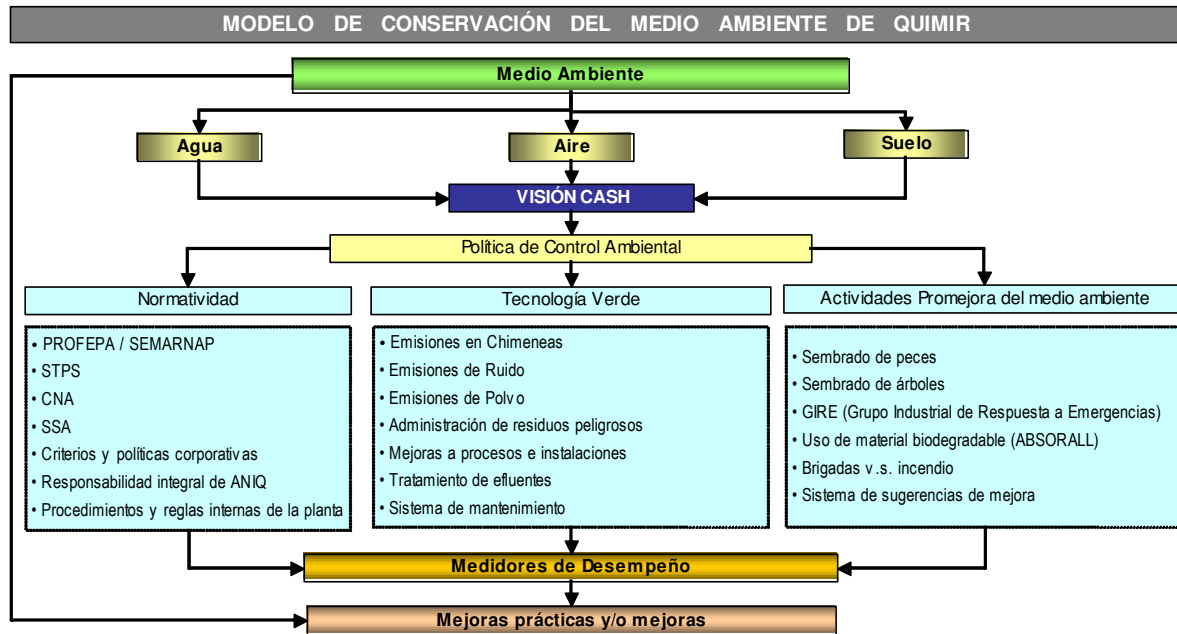 MODELO DE CONSERVACIÓN DEL MEDIO AMBIENTE DE QUIMIR
Medio Ambiente
Agua
Aire
Suelo
VISIÓN CASH
Política de Control Ambiental
Normatividad
• PROFEPA / SEMARNAP
• STPS
• CNA
• SSA
• Criterios y políticas corporativas
• Responsabilidad integral de ANIQ
• Procedimientos y reglas internas de la planta
Tecnología Verde
• Emisiones en Chimeneas
• Emisiones de Ruido
• Emisiones de Polvo
• Administración de residuos peligrosos
• Mejoras a procesos e instalaciones
• Tratamiento de efluentes
• Sistema de mantenimiento
Actividades Promejora del medio ambiente
• Sembrado de peces
• Sembrado de árboles
• GIRE (Grupo Industrial de Respuesta a Emergencias)
• Uso de material biodegradable (ABSORALL)
• Brigadas v.s. incendio
• Sistema de sugerencias de mejora
Medidores de Desempeño
Mejoras prácticas y/o mejoras